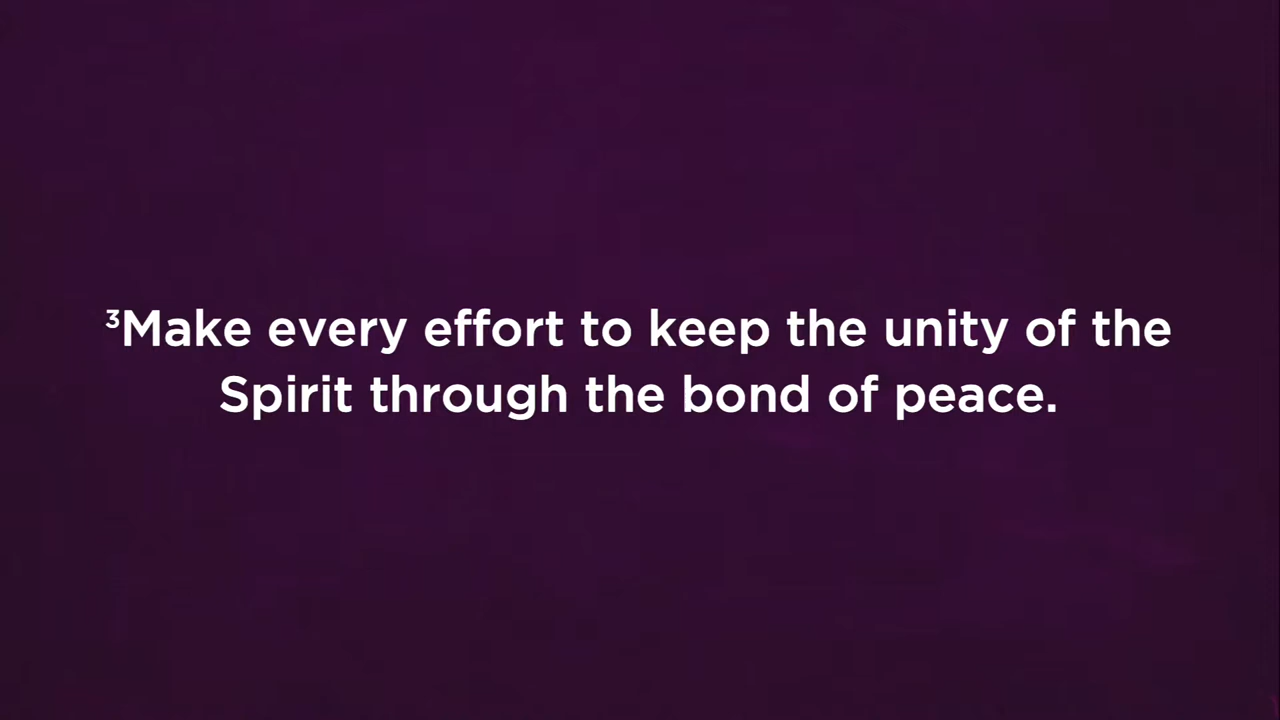 ³Make every effort to keep the unity of the
Spirit through the bond of peace.